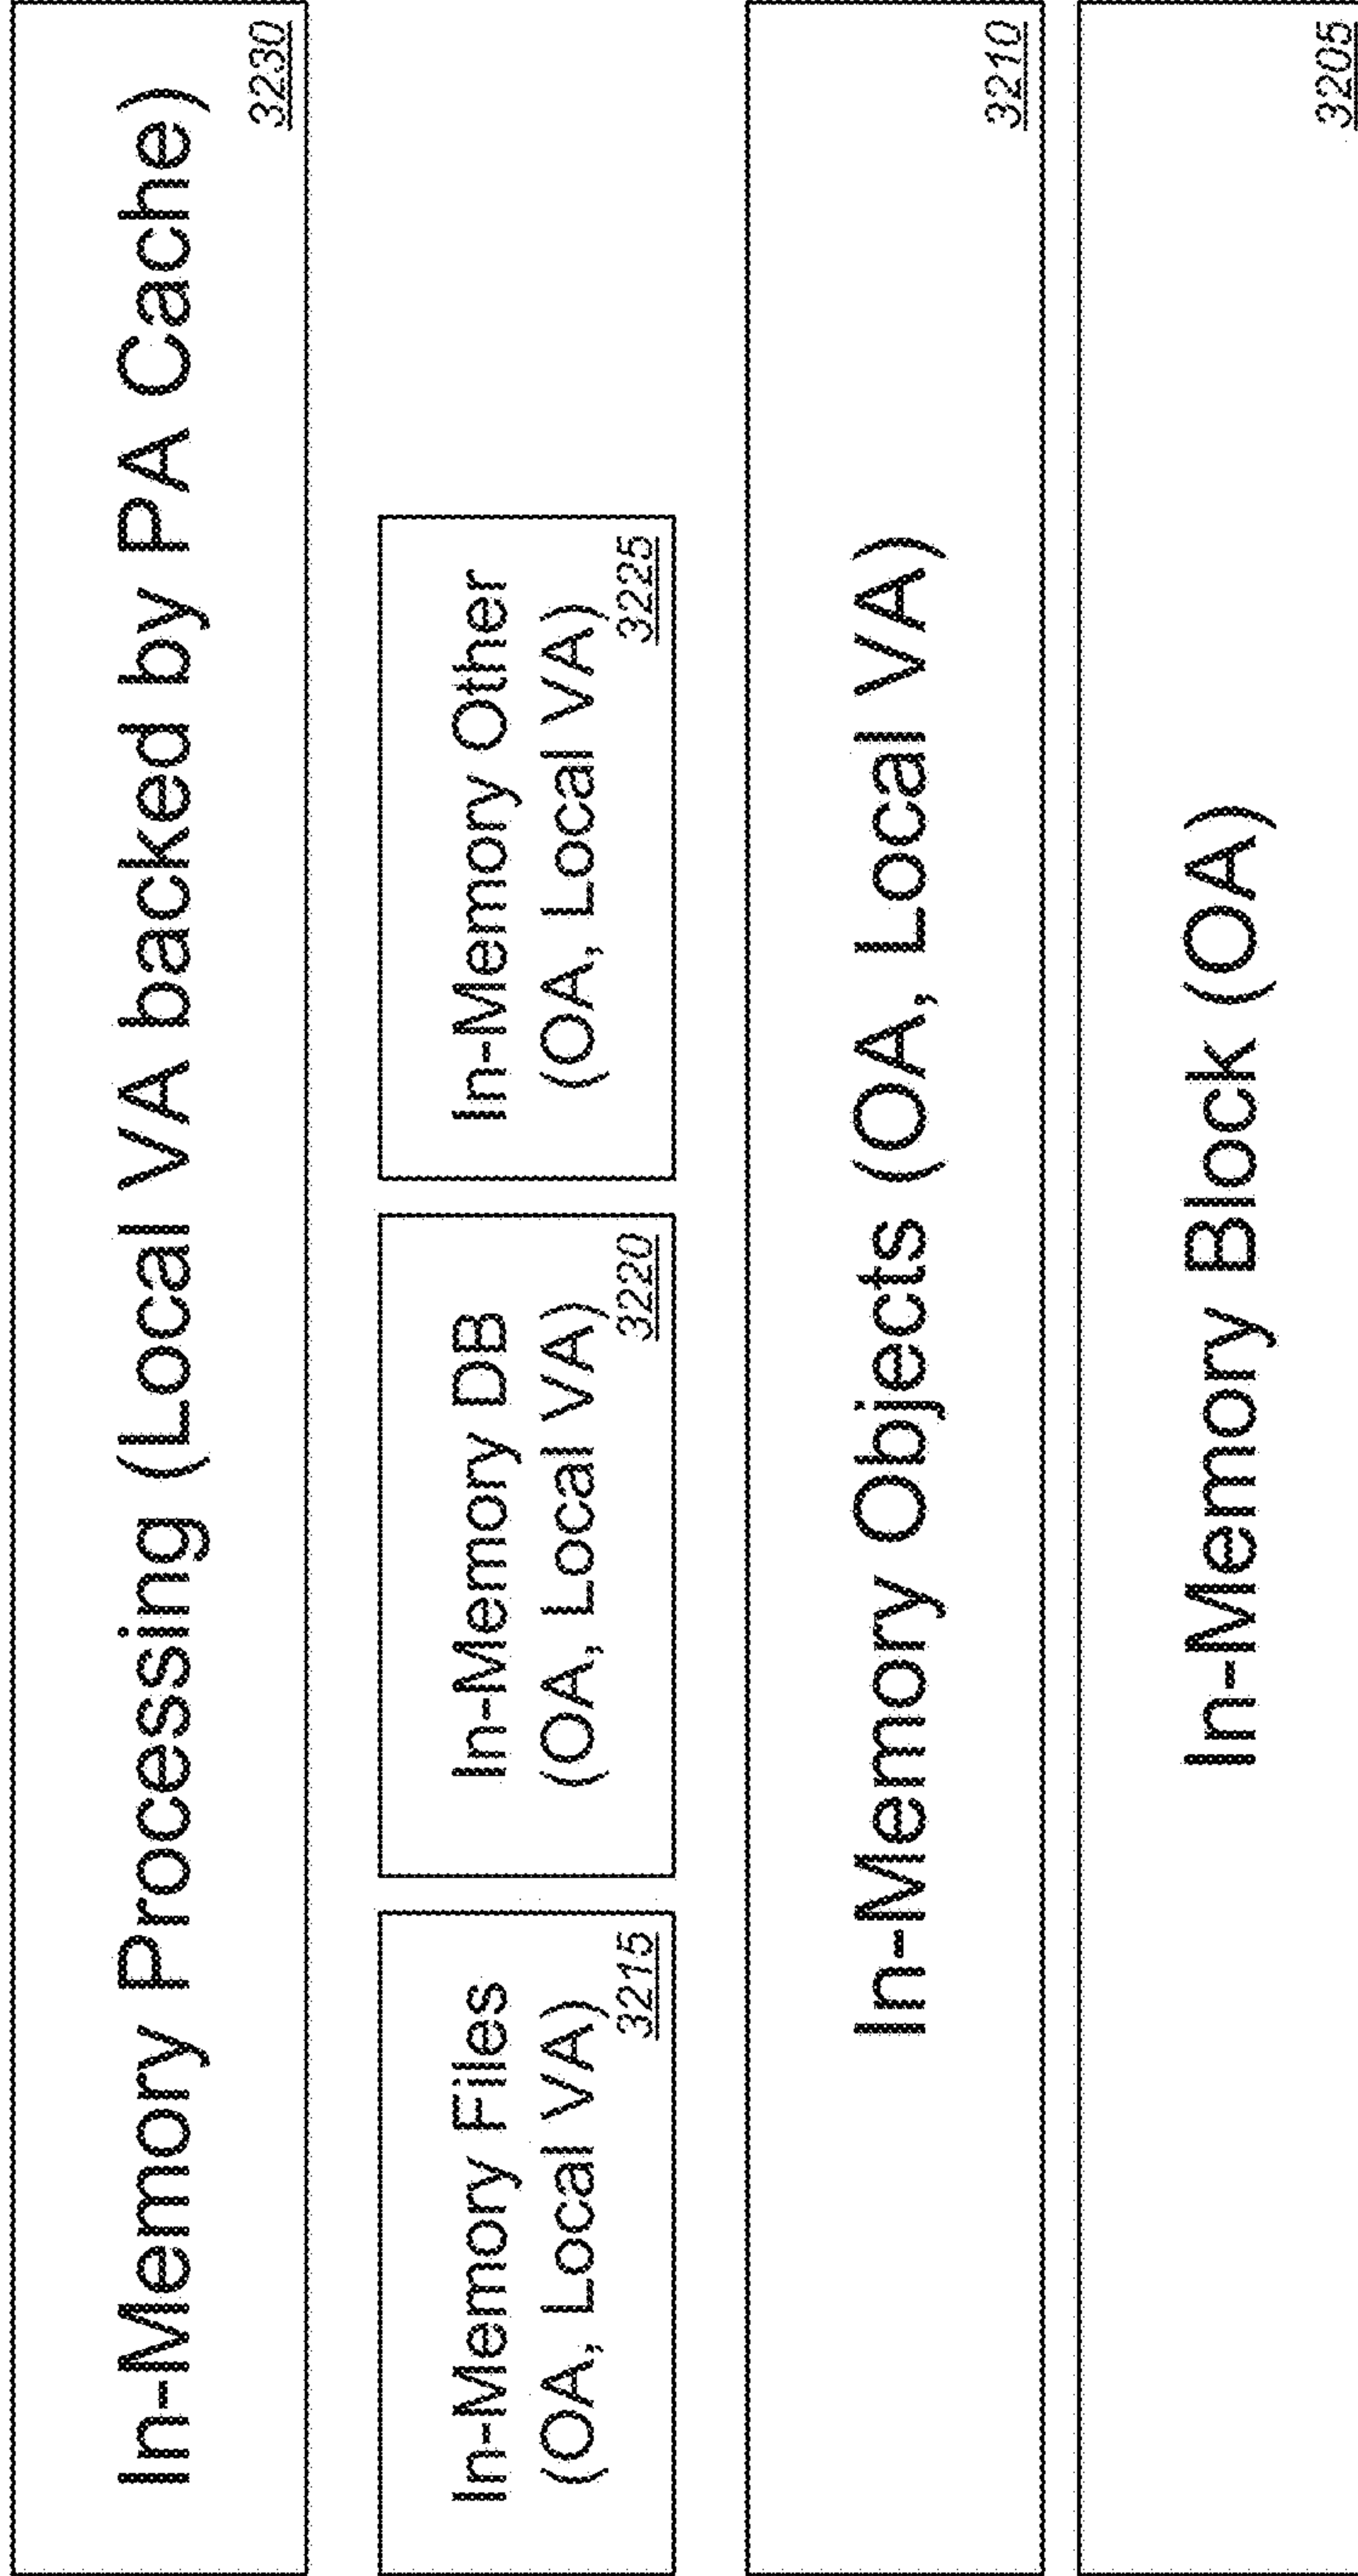 In-Memory Processing (Local VA backed by PA Cache)
3230
In-Memory Files
(OA, Local VA)
3215
In-Memory DB
(OA, Local VA)
3220
In-Memory Other
(OA, Local VA)
3225
In-Memory Objects (OA, Local VA)
3210
In-Memory Block (OA)
3205